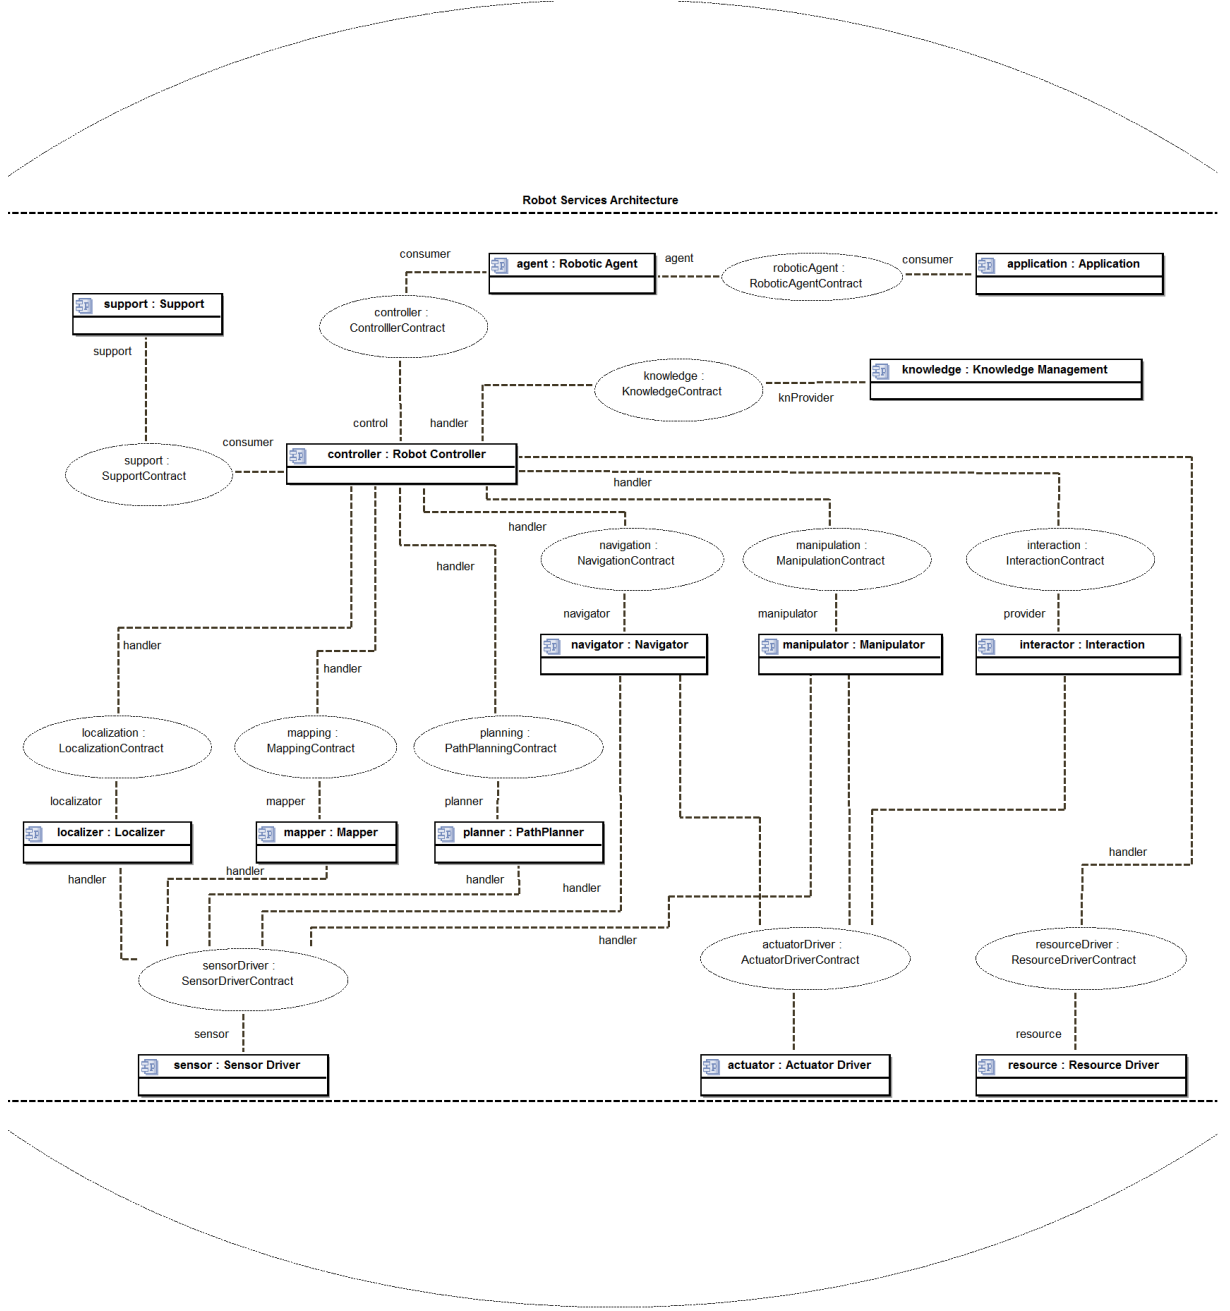 Robot Services Architecture
consumer
agent : Robotic Agent
agent
roboticAgent :
RoboticAgentContract
consumer
application : Application
support : Support
controller :
ControlllerContract
support
knowledge :
KnowledgeContract
knowledge : Knowledge Management
knProvider
control
handler
consumer
support :
SupportContract
controller : Robot Controller
handler
handler
navigation :
NavigationContract
manipulation :
ManipulationContract
interaction :
InteractionContract
handler
navigator
manipulator
provider
handler
navigator : Navigator
manipulator : Manipulator
interactor : Interaction
handler
localization :
LocalizationContract
mapping :
MappingContract
planning :
PathPlanningContract
localizator
mapper
planner
localizer : Localizer
mapper : Mapper
planner : PathPlanner
handler
handler
handler
handler
handler
handler
sensorDriver :
SensorDriverContract
actuatorDriver :
ActuatorDriverContract
resourceDriver :
ResourceDriverContract
sensor
resource
sensor : Sensor Driver
actuator : Actuator Driver
resource : Resource Driver